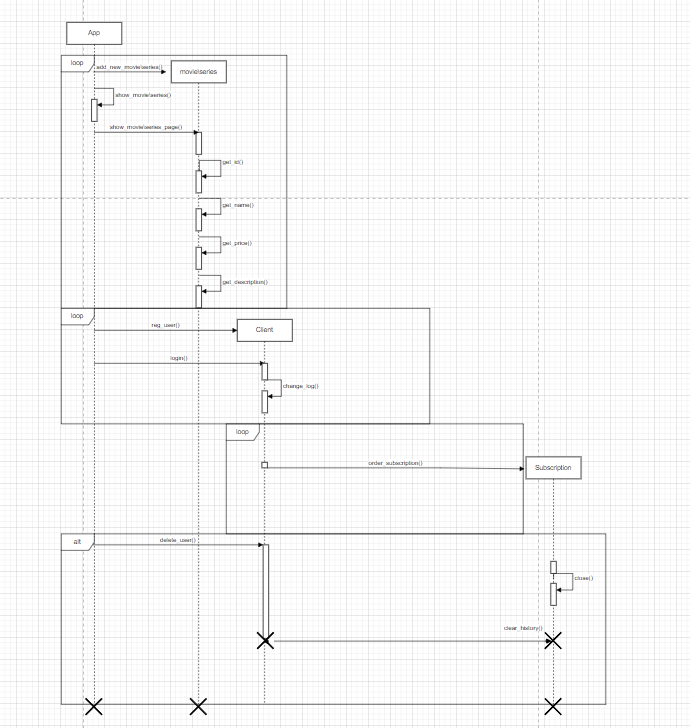 App
loop
add_new_movie\series()
movie\series
show_movie\series()
show_movie\series_page()
get_id()
get_name()
get_price()
get_description()
loop
reg_user()
Client
login()
change_log()
loop
order_subscription()
Subscription
alt
delete_user()
close()
clear_history()